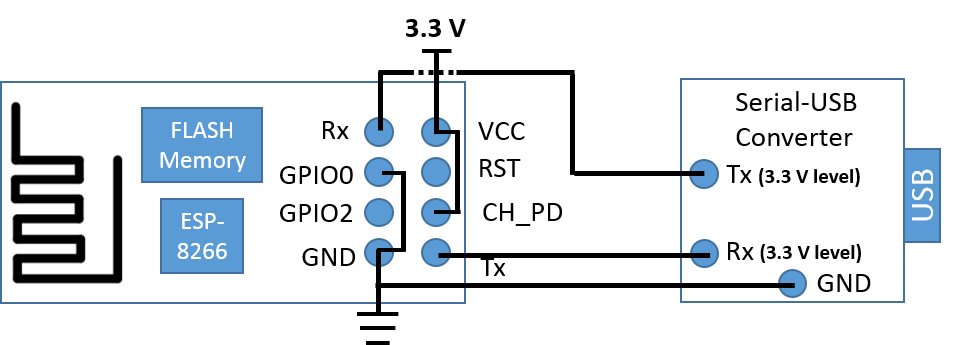 3.3 V
FLASH
Memory
ESP-
8266
Rx
GPIO0
GPIO2
GND
VCC
RST
CH_PD
Tx
Serial-USB
Converter
Tx (3.3 V level)
Rx (3.3 V level)
GND
USB